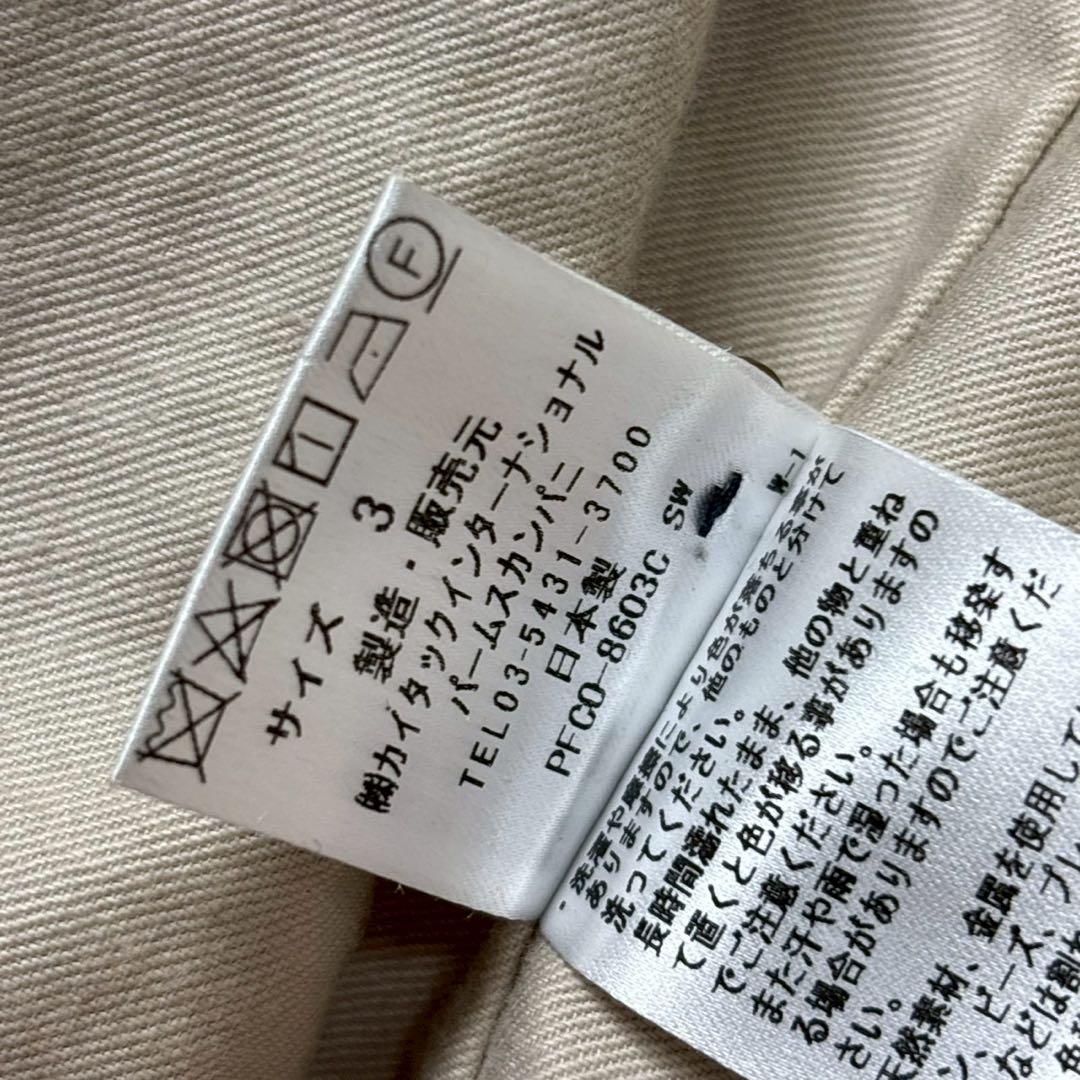 F
サイズ 3
製造・販売元
㈱カイタックインターナショナル
パームスカンパニ
TEL03-5431-3700
日本製
PFCO-8603C SW
W-1
・洗濯や摩擦により色が落ちる事が
ありますので、他のものと分けて
洗ってください。
長時間濡れたまま、他の物と重ね
て置くと色が移る事がありますの
でご注意ください。
また汗や雨で湿った場合も移染す
る場合がありますのでご注意くだ
さい。
天然素材、金属を使用して
ン、ビーズ、
などは割